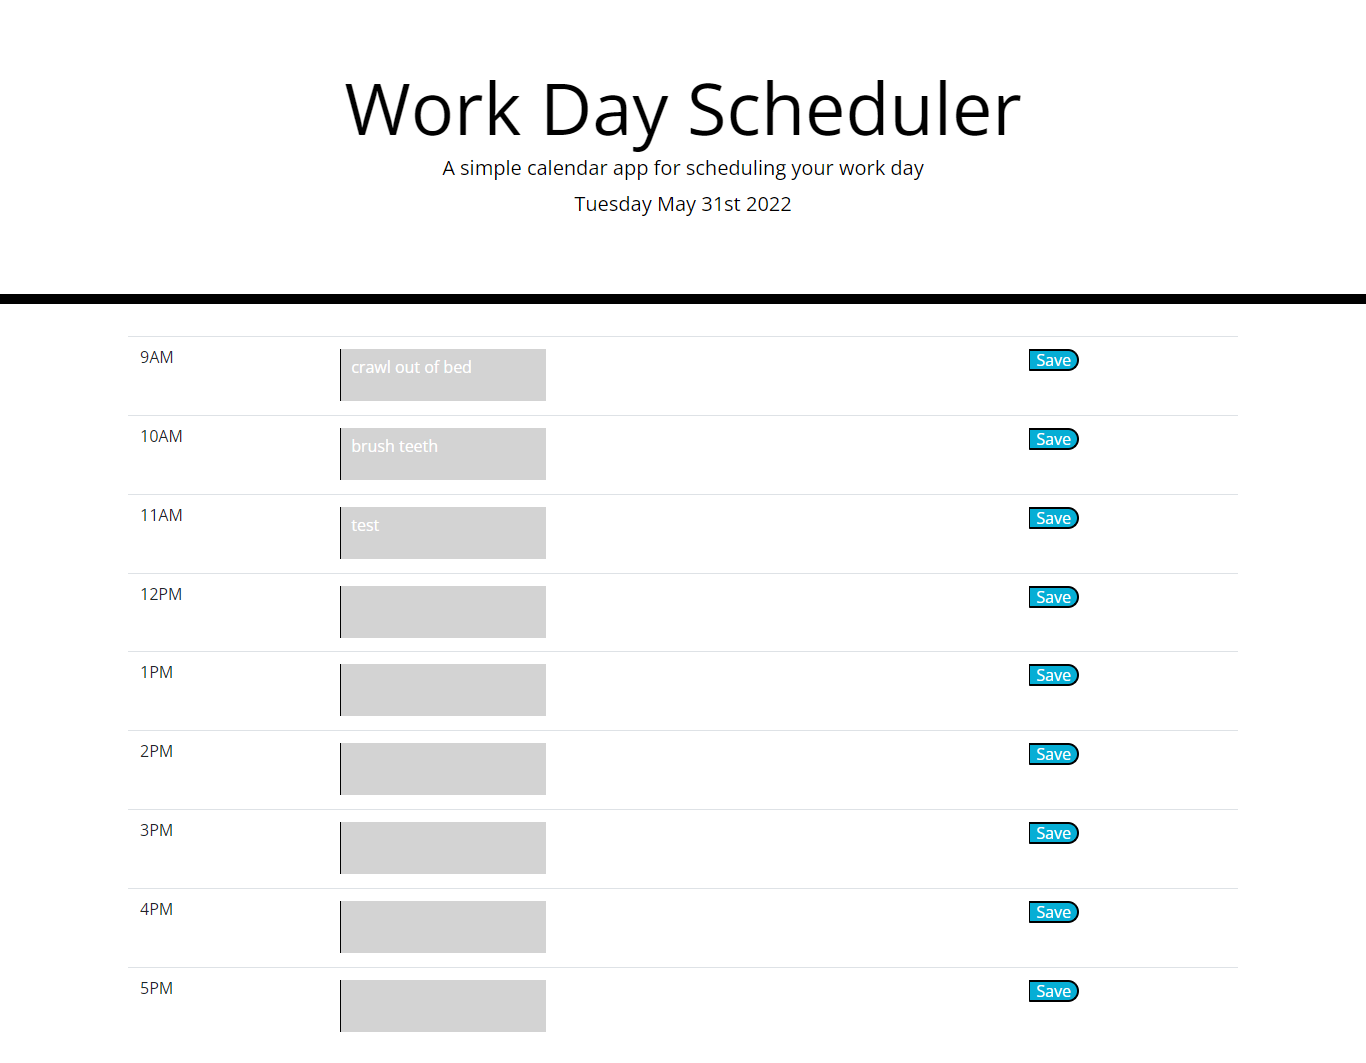 Work Day Scheduler
A simple calendar app for scheduling your work day
Tuesday May 31st 2022
9AM crawl out of bed Save
10AM brush teeth Save
11AM test Save
12PM Save
1PM Save
2PM Save
3PM Save
4PM Save
5PM Save